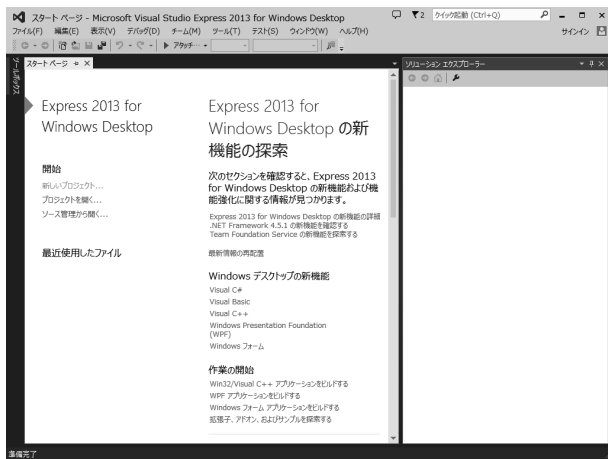 スタート ページ - Microsoft Visual Studio Express 2013 for Windows Desktop
2
クイック起動 (Ctrl+Q)
ファイル(F) 編集(E) 表示(V) デバッグ(D) チーム(M) ツール(T) テスト(S) ウィンドウ(W) ヘルプ(H)
サインイン
アタッチ…
ツールボックス
スタート ページ
ソリューション エクスプローラー
Express 2013 for
Windows Desktop
開始
新しいプロジェクト...
プロジェクトを開く...
ソース管理から開く...
最近使用したファイル
Express 2013 for
Windows Desktop の新
機能の探索
次のセクションを確認すると、Express 2013
for Windows Desktop の新機能および機
能強化に関する情報が見つかります。
Express 2013 for Windows Desktop の新機能の詳細
.NET Framework 4.5.1 の新機能を確認する
Team Foundation Service の新機能を探索する
最新情報の再配置
Windows デスクトップの新機能
Visual C#
Visual Basic
Visual C++
Windows Presentation Foundation
(WPF)
Windows フォーム
作業の開始
Win32/Visual C++ アプリケーションをビルドする
WPF アプリケーションをビルドする
Windows フォーム アプリケーションをビルドする
拡張子、アドオン、およびサンプルを探索する
準備完了